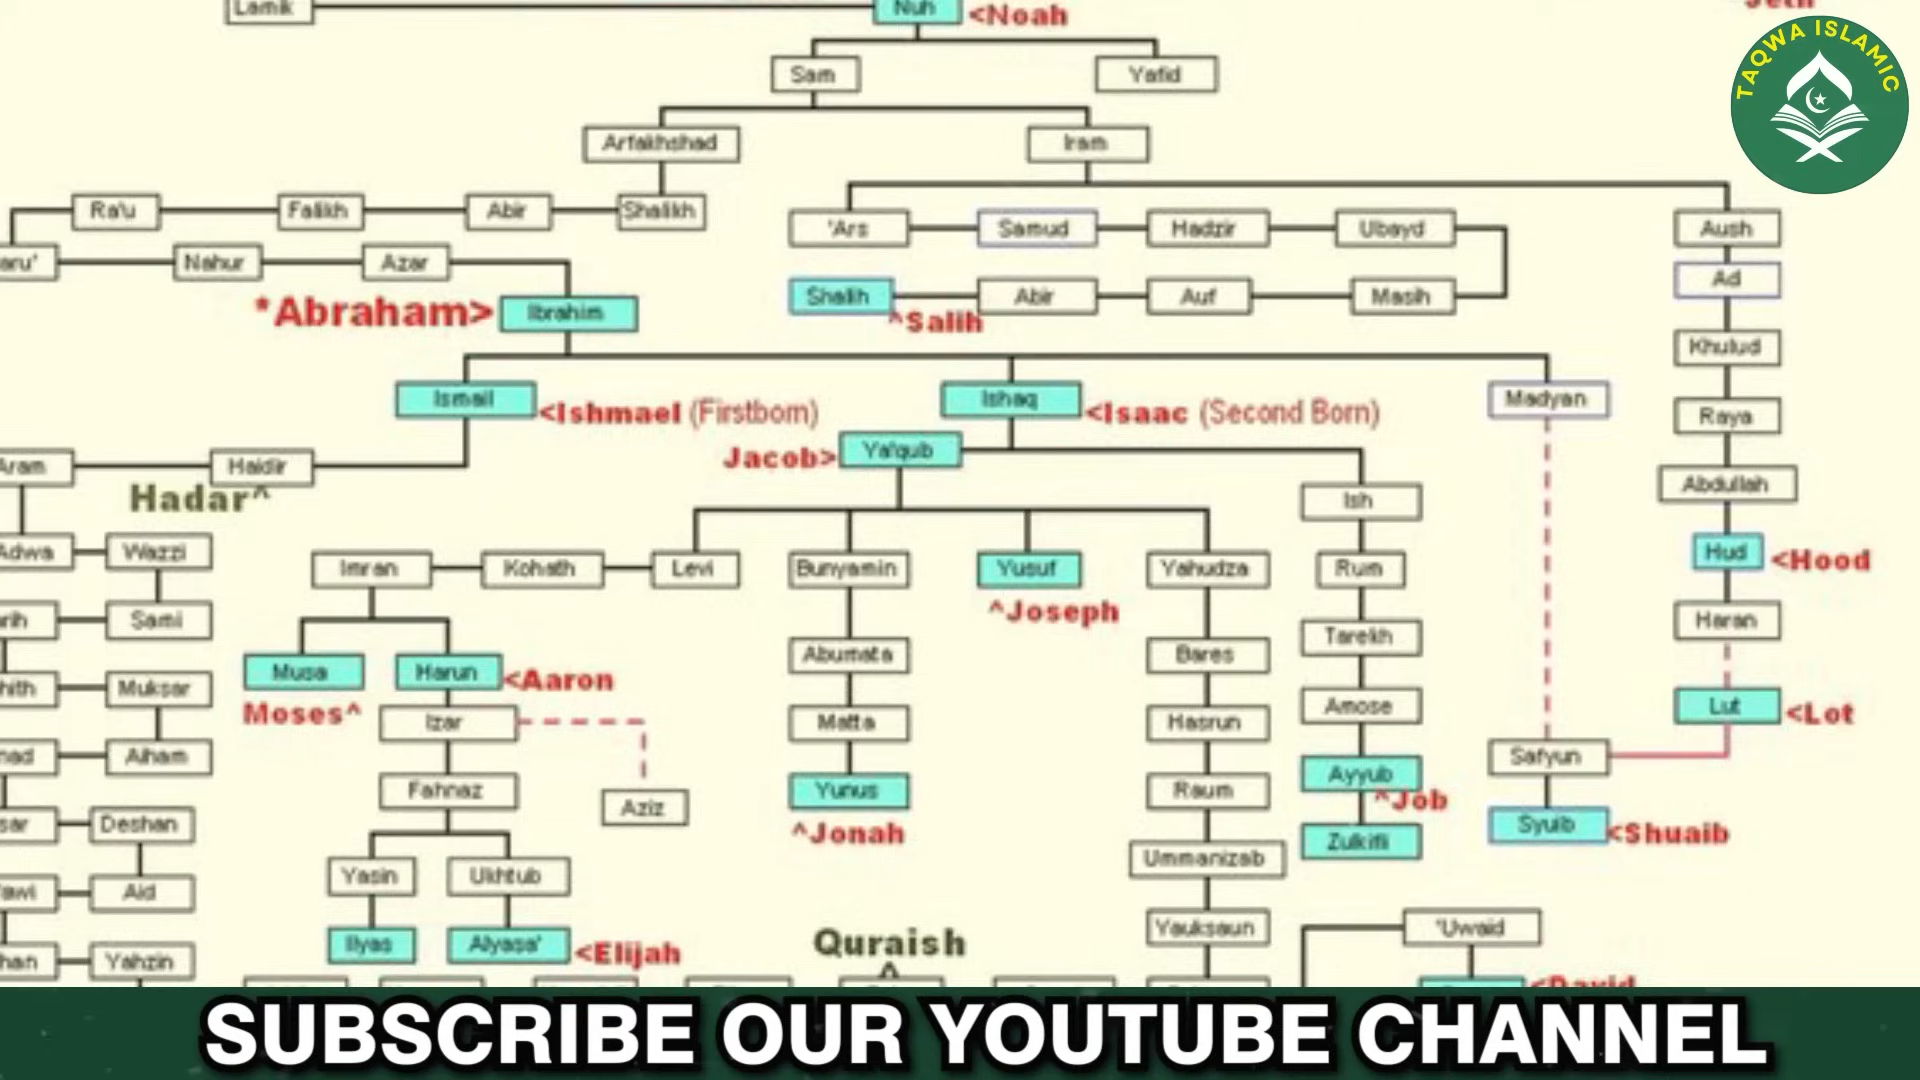 Lamik
Nuh
<Noah
TAQWA ISLAMIC
Sam
Yafid
Arfakhshad
Iram
Ra'u
Falikh
Abir
Shalikh
'Ars
Samud
Hadzir
Ubayd
Aush
aru'
Nahur
Azar
Ad
Shalih
Abir
Auf
Masih
^Salih
*Abraham>
Ibrahim
Khulud
Ismail
<Ishmael (Firstborn)
Ishaq
<Isaac (Second Born)
Madyan
Raya
Jacob>
Ya'qub
Aram
Haidir
Hadar^
Abdullah
Ish
Adwa
Wazzi
Imran
Kohath
Levi
Bunyamin
Yusuf
^Joseph
Yahudza
Rum
Hud
<Hood
Sami
Haran
Tarekh
Abumata
Bares
Musa
Moses^
Harun
<Aaron
Muksar
Izar
Matta
Hasrun
Amose
Lut
<Lot
Alham
Safyun
Fahnaz
Aziz
Yunus
^Jonah
Raum
Ayyub
^Job
Deshan
Syuib
<Shuaib
Zulkifli
Yasin
Ukhtub
Ummanizab
Aid
Ilyas
Alyasa'
<Elijah
Quraish
^
Yauksaun
'Uwaid
Yahzin
<David
SUBSCRIBE OUR YOUTUBE CHANNEL